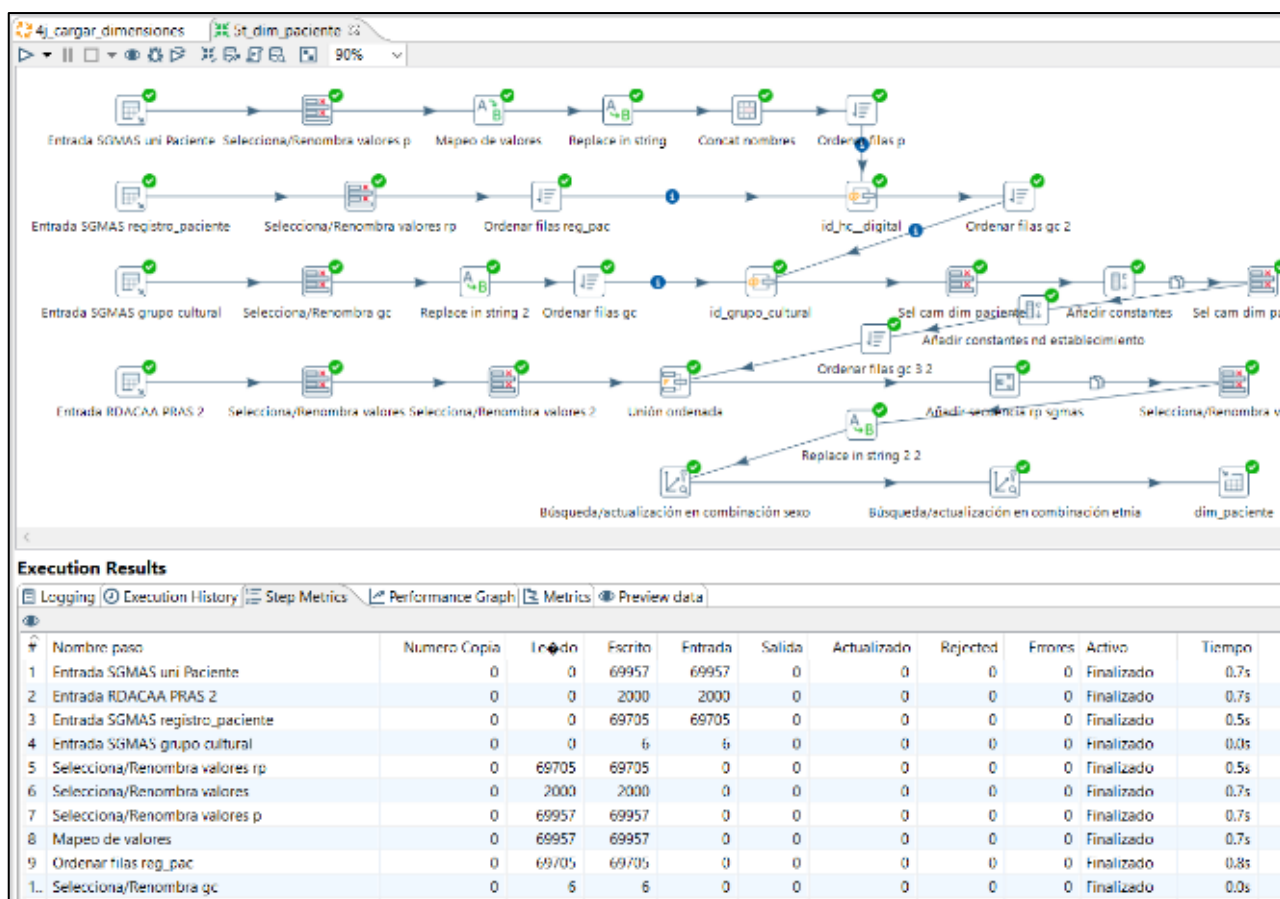 4j_cargar_dimensiones St_dim_paciente
90%
Entrada SGMAS uni Paciente Selecciona/Renombra valores p Mapeo de valores Replace in string Concat nombres Ordenar filas p
Entrada SGMAS registro_paciente Selecciona/Renombra valores rp Ordenar filas reg_pac id_hc_digital Ordenar filas gc 2
Entrada SGMAS grupo cultural Selecciona/Renombra gc Replace in string 2 Ordenar filas gc id_grupo_cultural Sel cam dim paciente Añadir constantes Sel cam dim pa
Añadir constantes nd establecimiento
Ordenar filas gc 3 2
Entrada RDACAA PRAS 2 Selecciona/Renombra valores Selecciona/Renombra valores 2 Unión ordenada Añadir secuencia rp sgmas Selecciona/Renombra v
Replace in string 2 2
Búsqueda/actualización en combinación sexo Búsqueda/actualización en combinación etnia dim_paciente
Execution Results
Logging Execution History Step Metrics Performance Graph Metrics Preview data
# Nombre paso Numero Copia Le�do Escrito Entrada Salida Actualizado Rejected Errores Activo Tiempo
1 Entrada SGMAS uni Paciente 0 0 69957 69957 0 0 0 0 Finalizado 0.7s
2 Entrada RDACAA PRAS 2 0 0 2000 2000 0 0 0 0 Finalizado 0.7s
3 Entrada SGMAS registro_paciente 0 0 69705 69705 0 0 0 0 Finalizado 0.5s
4 Entrada SGMAS grupo cultural 0 0 6 6 0 0 0 0 Finalizado 0.0s
5 Selecciona/Renombra valores rp 0 69705 69705 0 0 0 0 0 Finalizado 0.5s
6 Selecciona/Renombra valores 0 2000 2000 0 0 0 0 0 Finalizado 0.7s
7 Selecciona/Renombra valores p 0 69957 69957 0 0 0 0 0 Finalizado 0.7s
8 Mapeo de valores 0 69957 69957 0 0 0 0 0 Finalizado 0.7s
9 Ordenar filas reg_pac 0 69705 69705 0 0 0 0 0 Finalizado 0.8s
1.. Selecciona/Renombra gc 0 6 6 0 0 0 0 0 Finalizado 0.0s